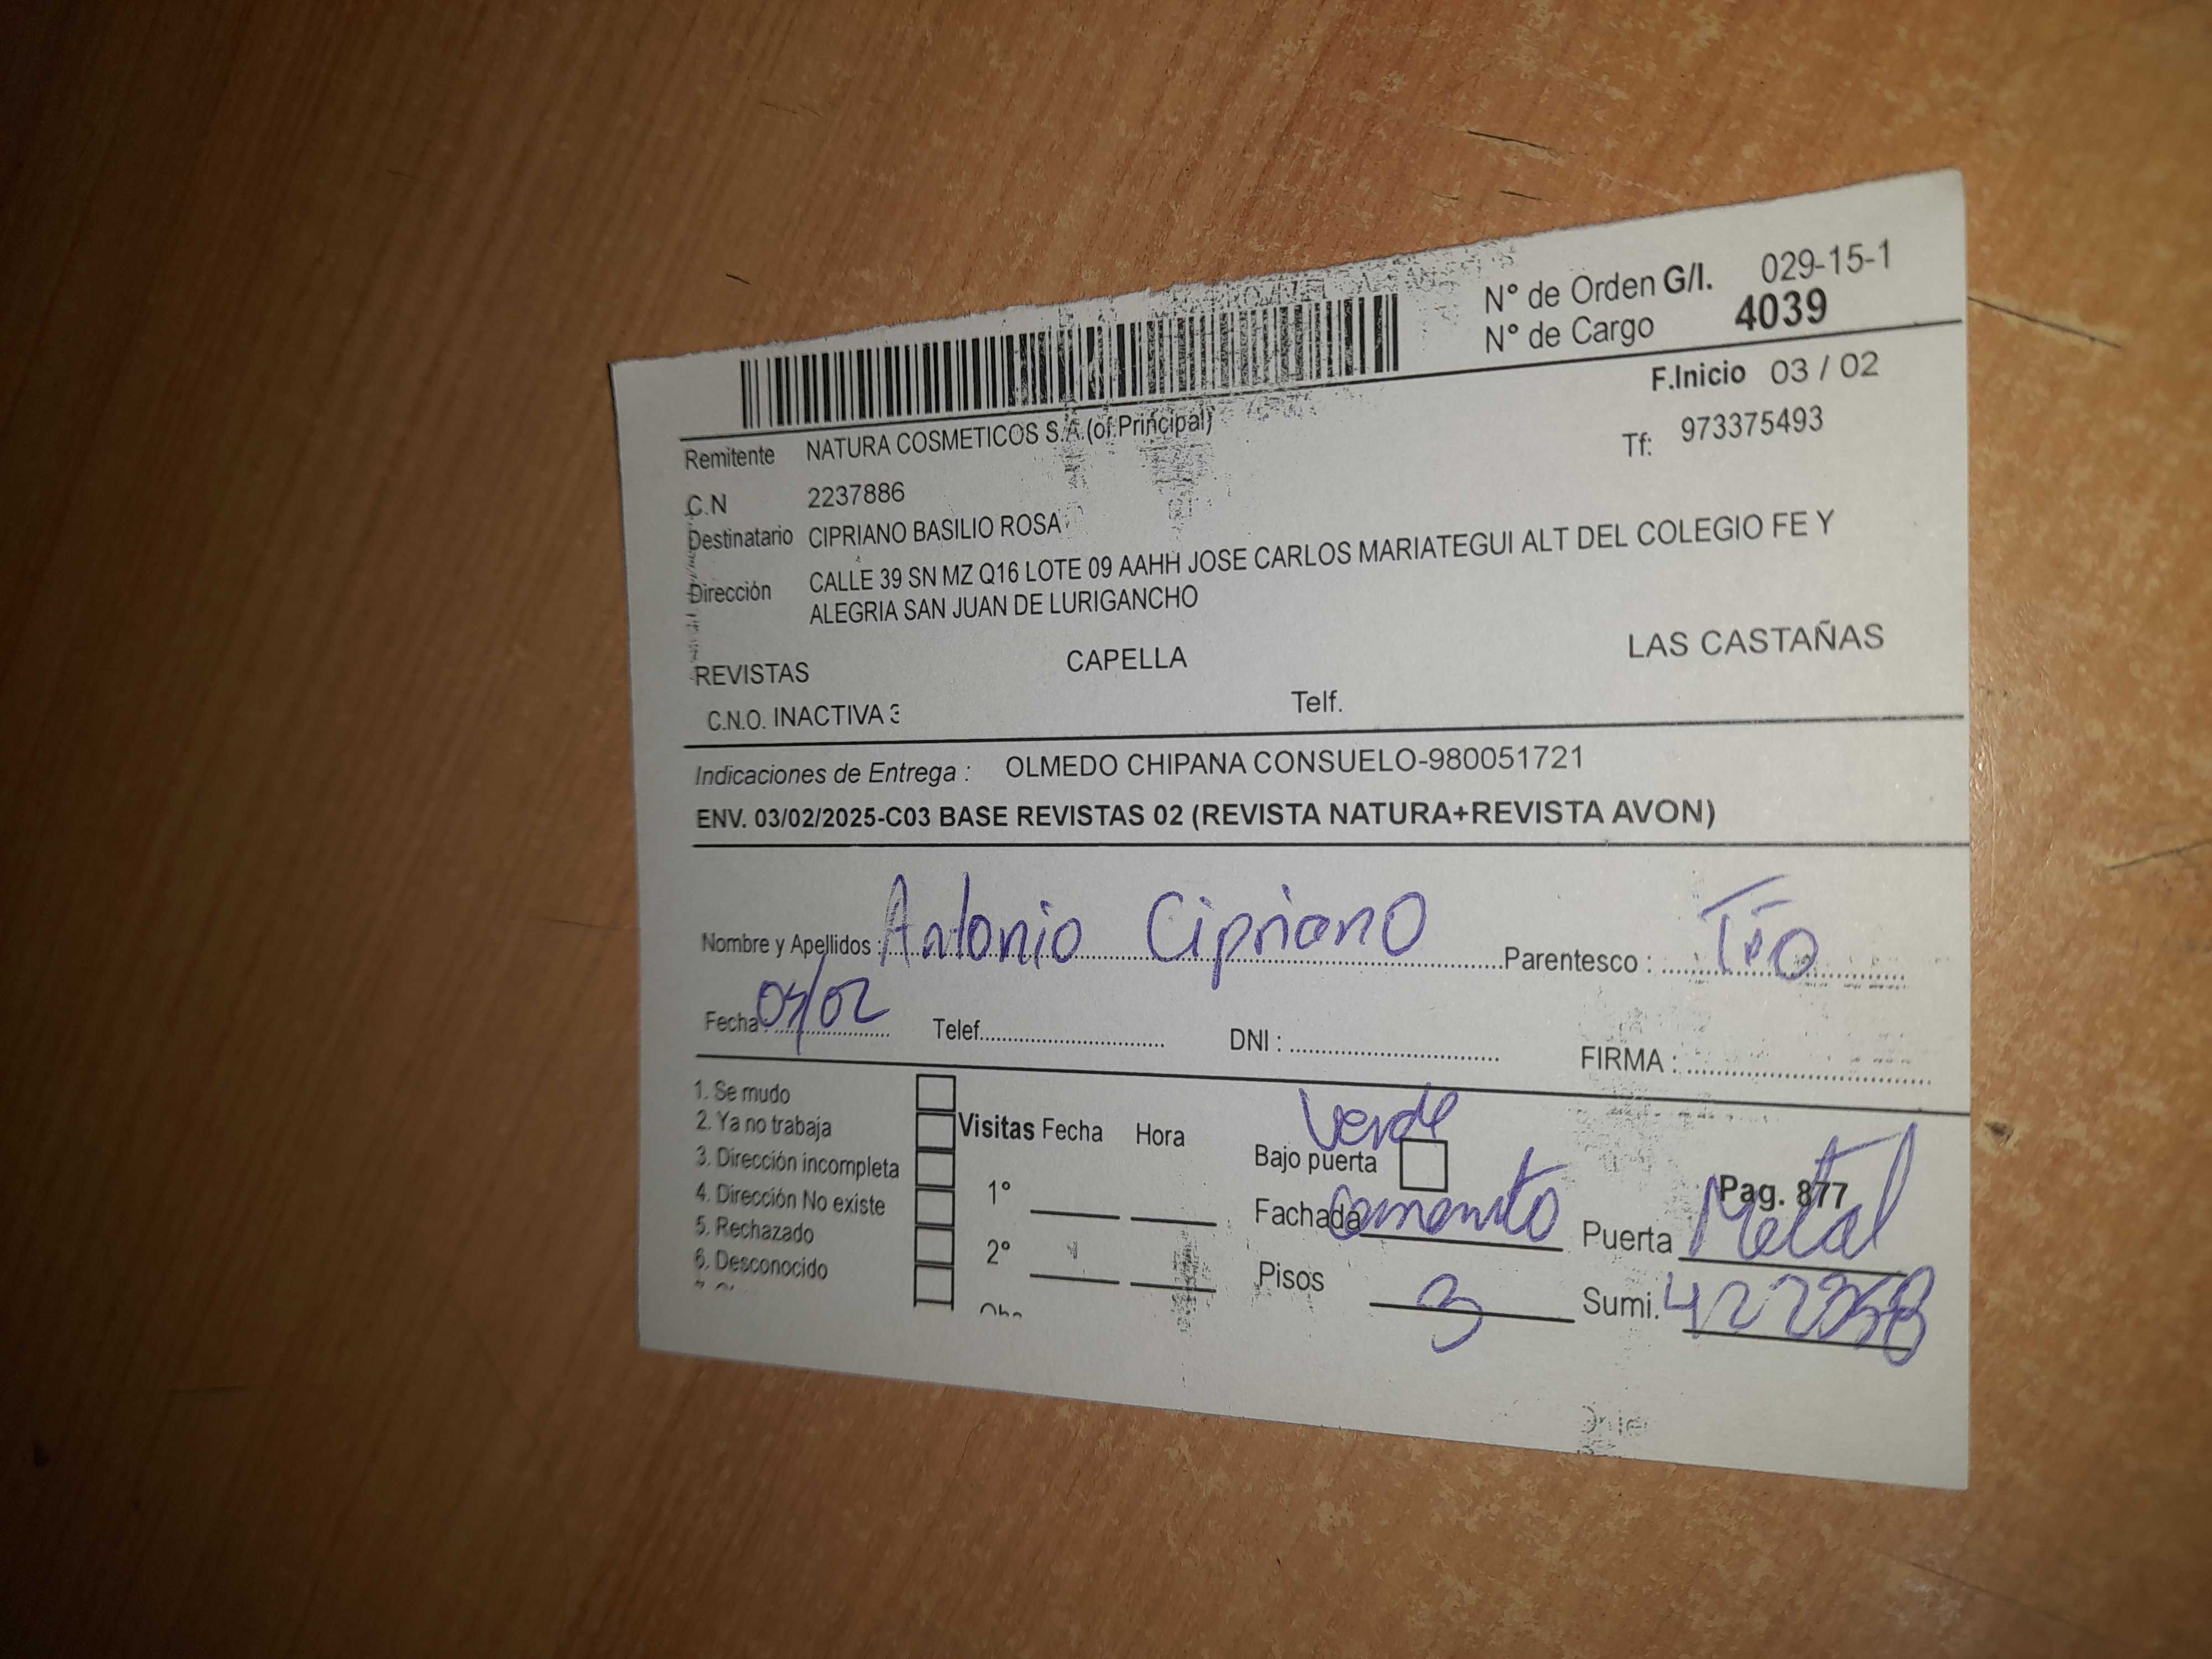 N° de Orden G/I. 029-15-1
N° de Cargo 4039
F.Inicio 03 / 02
Remitente NATURA COSMETICOS S.A.(of.Principal)
Tf: 973375493
C.N 2237886
Destinatario CIPRIANO BASILIO ROSA
Dirección CALLE 39 SN MZ Q16 LOTE 09 AAHH JOSE CARLOS MARIATEGUI ALT DEL COLEGIO FE Y
ALEGRIA SAN JUAN DE LURIGANCHO
REVISTAS CAPELLA LAS CASTAÑAS
C.N.O. INACTIVA 3 Telf.
Indicaciones de Entrega : OLMEDO CHIPANA CONSUELO-980051721
ENV. 03/02/2025-C03 BASE REVISTAS 02 (REVISTA NATURA+REVISTA AVON)
Nombre y Apellidos : Antonio Cipriano Parentesco : Tío
Fecha : /02 Telef. DNI : FIRMA :
1. Se mudo
2. Ya no trabaja
3. Dirección incompleta
4. Dirección No existe
5. Rechazado
6. Desconocido
Visitas Fecha Hora
1°
2°
Verde
Bajo puerta
Pag. 877
Fachada Puerta Metal
Pisos 3 Sumi.